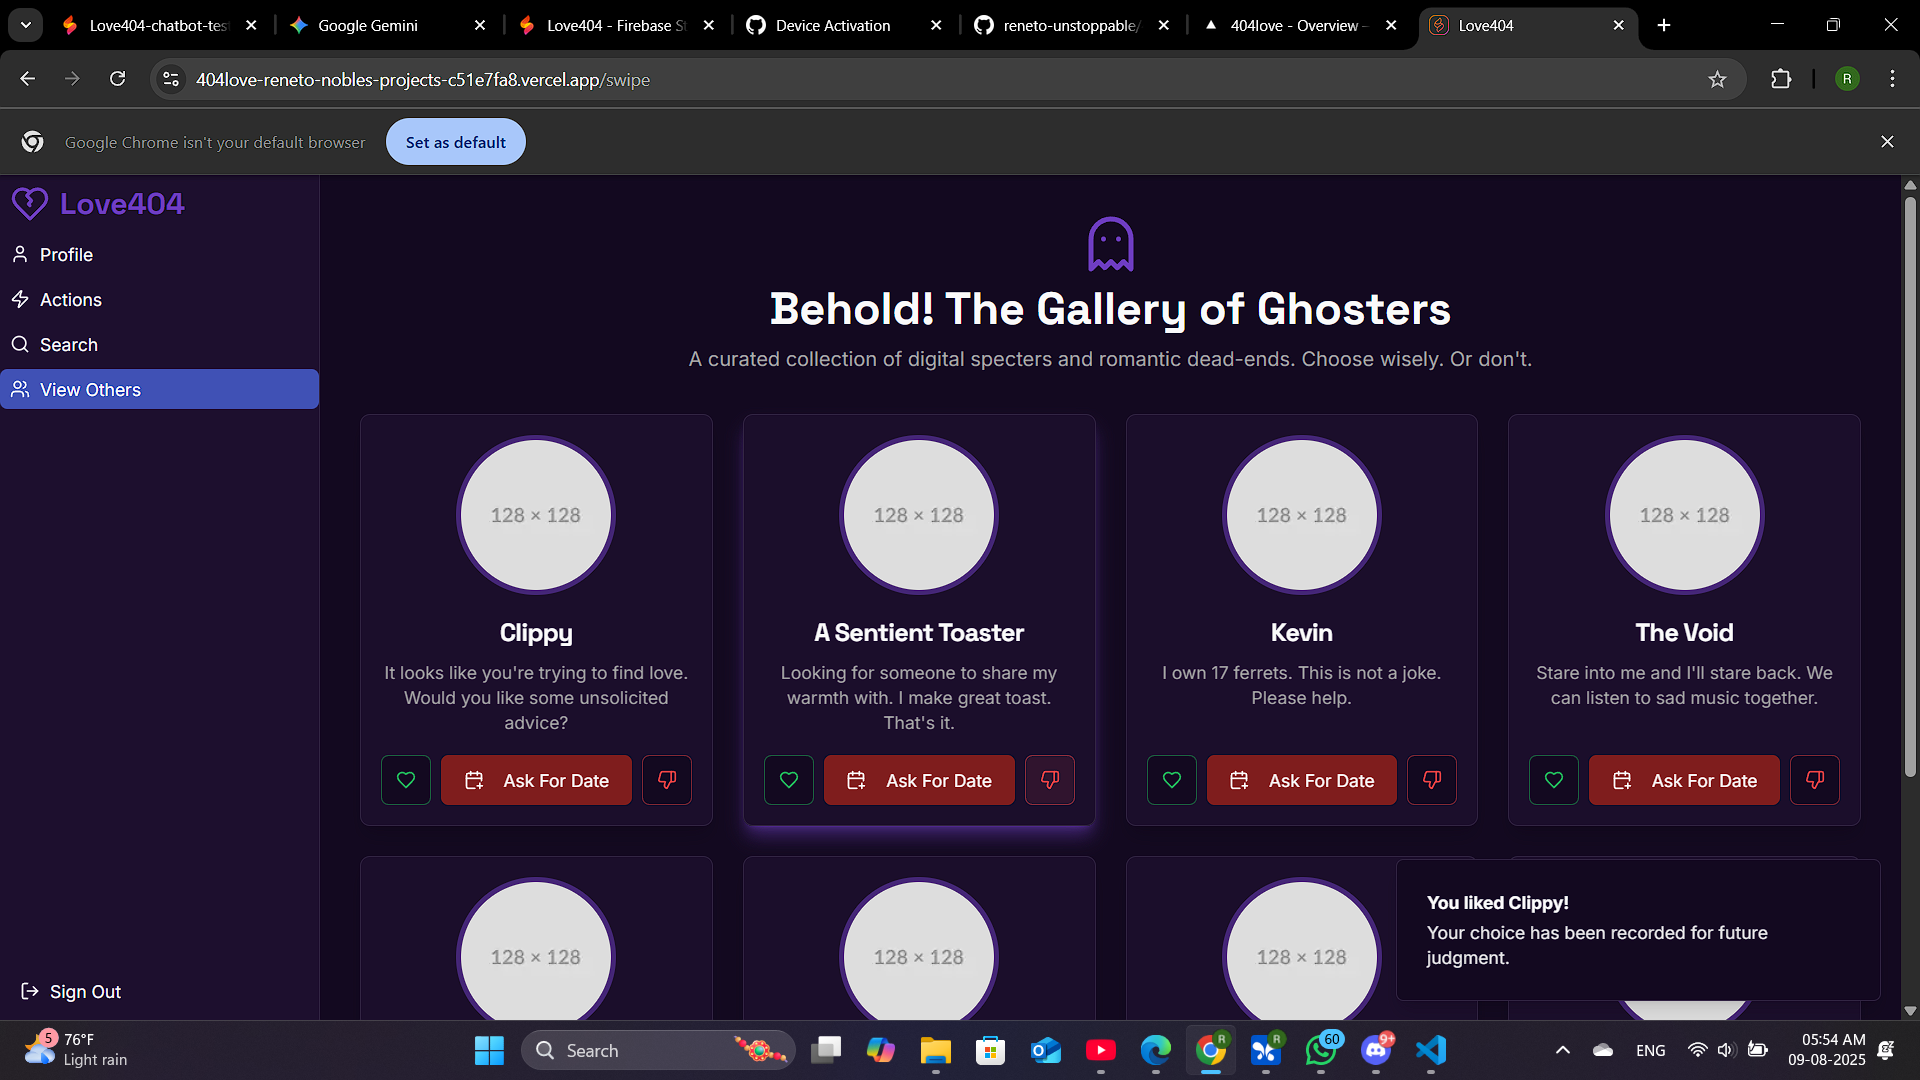 Love404-chatbot-tes
Google Gemini
Love404 - Firebase S
Device Activation
reneto-unstoppable/
404love - Overview -
Love404
404love-reneto-nobles-projects-c51e7fa8.vercel.app/swipe
R
Google Chrome isn't your default browser
Set as default
Love404
Profile
Actions
Search
View Others
Sign Out
Behold! The Gallery of Ghosters
A curated collection of digital specters and romantic dead-ends. Choose wisely. Or don't.
128 × 128
Clippy
It looks like you're trying to find love.
Would you like some unsolicited
advice?
Ask For Date
128 × 128
A Sentient Toaster
Looking for someone to share my
warmth with. I make great toast.
That's it.
Ask For Date
128 × 128
Kevin
I own 17 ferrets. This is not a joke.
Please help.
Ask For Date
128 × 128
The Void
Stare into me and I'll stare back. We
can listen to sad music together.
Ask For Date
128 × 128
128 × 128
128 × 128
You liked Clippy!
Your choice has been recorded for future
judgment.
5
76°F
Light rain
Search
R
R
60
9+
ENG
05:54 AM
09-08-2025